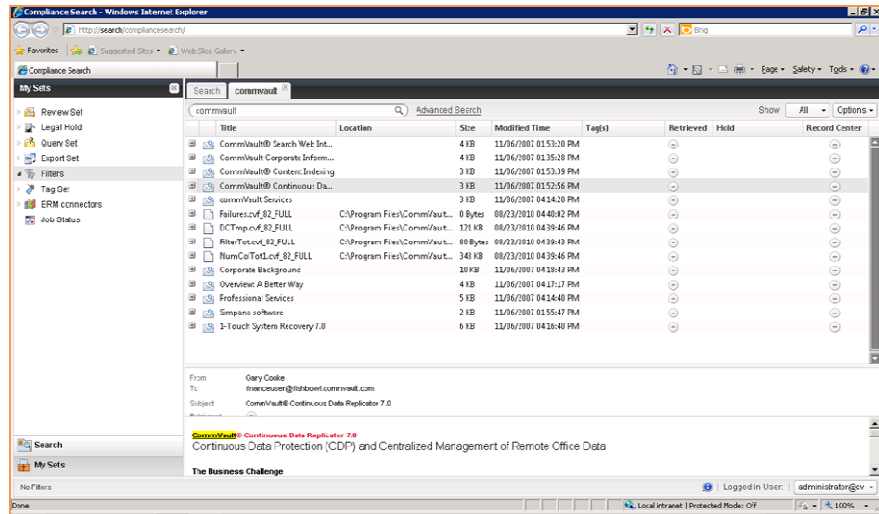 Compliance Search - Windows Internet Explorer
http://search/compliancesearch/
Bing
Favorites Suggested Sites Web Slice Gallery
Compliance Search
Page Safety Tools
My Sets
Search commvault
commvault Advanced Search Show All Options
Title Location Size Modified Time Tag(s) Retrieved Hold Record Center
Review Set
Legal Hold
Query Set
Export Set
Filters
Tag Set
ERM connectors
Job Status
CommVault® Search Web Int... 4 KB 11/06/2007 01:53:20 PM
CommVault Corporate Inform... 4 KB 11/06/2007 01:35:28 PM
CommVault® Content Indexing 3 KB 11/06/2007 01:53:39 PM
CommVault® Continuous Da... 3 KB 11/06/2007 01:52:56 PM
CommVault Services 3 KB 11/06/2007 04:14:20 PM
Failures.cvf_82_FULL C:\Program Files\CommVaut... 0 Bytes 08/23/2010 04:40:42 PM
DCTmp.cvf_82_FULL C:\Program Files\CommVaut... 121 KB 08/23/2010 04:39:46 PM
FilterTot.cvf_82_FULL C:\Program Files\CommVaut... 80 Bytes 08/23/2010 04:39:43 PM
NumColTot1.cvf_82_FULL C:\Program Files\CommVaut... 343 KB 08/23/2010 04:39:46 PM
Corporate Background 10 KB 11/06/2007 04:18:43 PM
Overview: A Better Way 4 KB 11/06/2007 04:17:17 PM
Professional Services 5 KB 11/06/2007 04:14:40 PM
Simpana software 2 KB 11/06/2007 01:55:47 PM
1-Touch System Recovery 7.0 6 KB 11/06/2007 04:16:40 PM
From Gary Cooke
To financeuser@fishbowl.commvault.com
Subject CommVault® Continuous Data Replicator 7.0
CommVault® Continuous Data Replicator 7.0
Continuous Data Protection (CDP) and Centralized Management of Remote Office Data
The Business Challenge
Search
My Sets
No Filters Logged in User: administrator@cv
Done Local intranet | Protected Mode: Off 100%